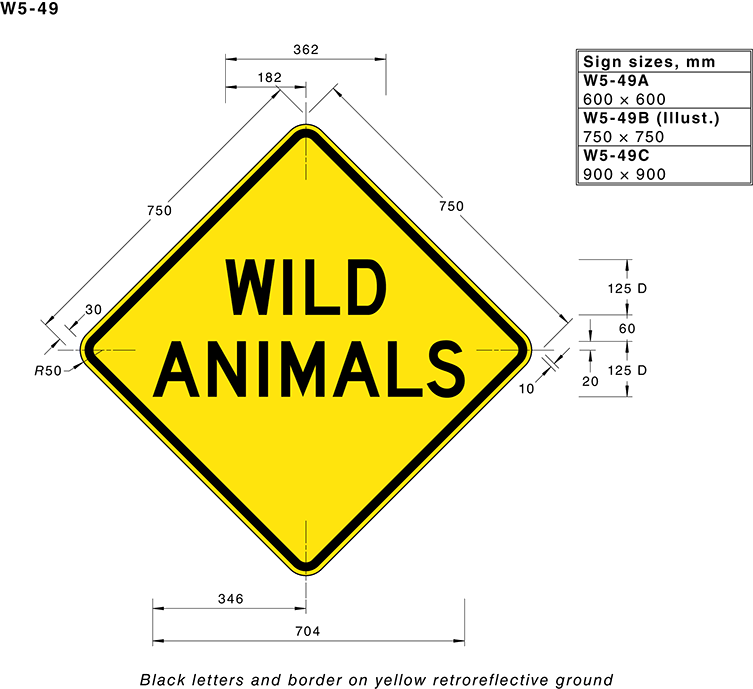 W5-49
362
182
Sign sizes, mm
W5-49A
600 × 600
W5-49B (Illust.)
750 × 750
W5-49C
900 × 900
750
750
WILD
125 D
30
60
ANIMALS
R50
10
20
125 D
346
704
Black letters and border on yellow retroreflective ground